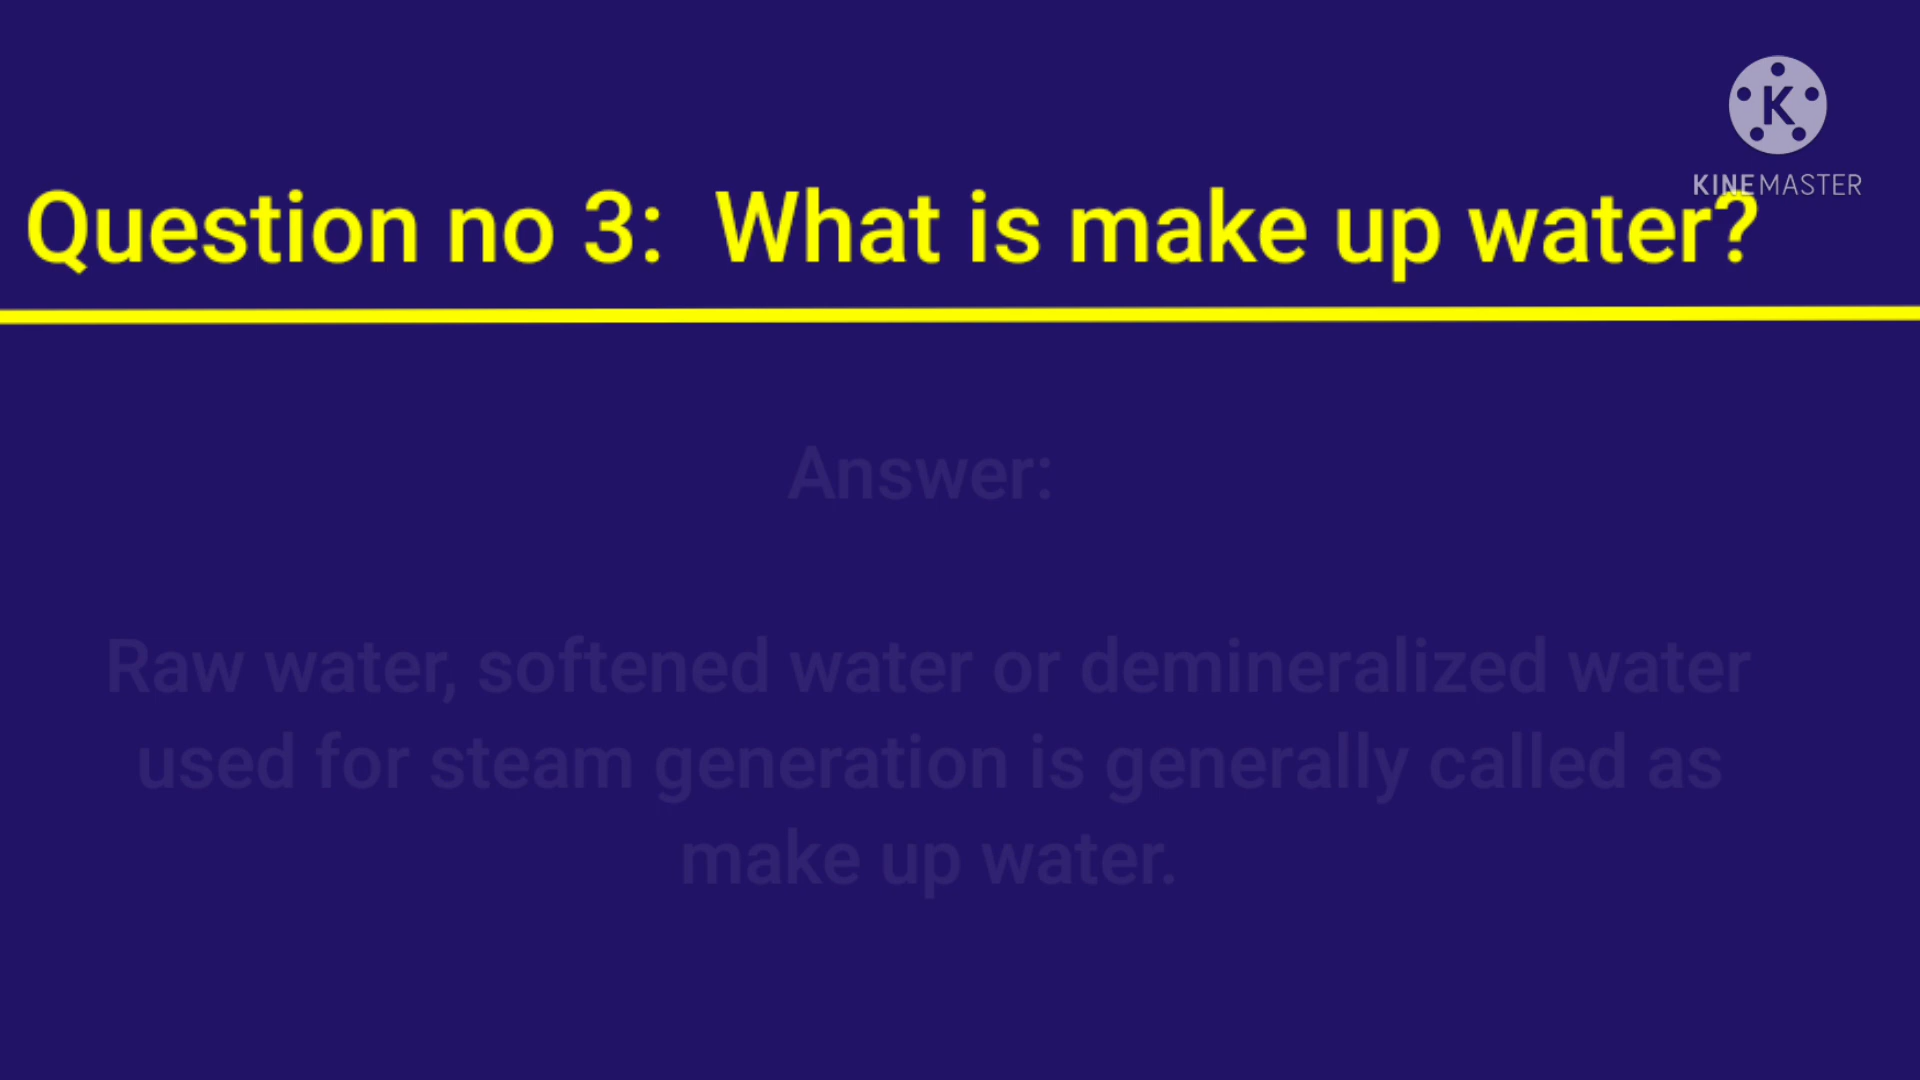 K
KINEMASTER
Question no 3: What is make up water?
Answer:
Raw water, softened water or demineralized water
used for steam generation is generally called as
make up water.